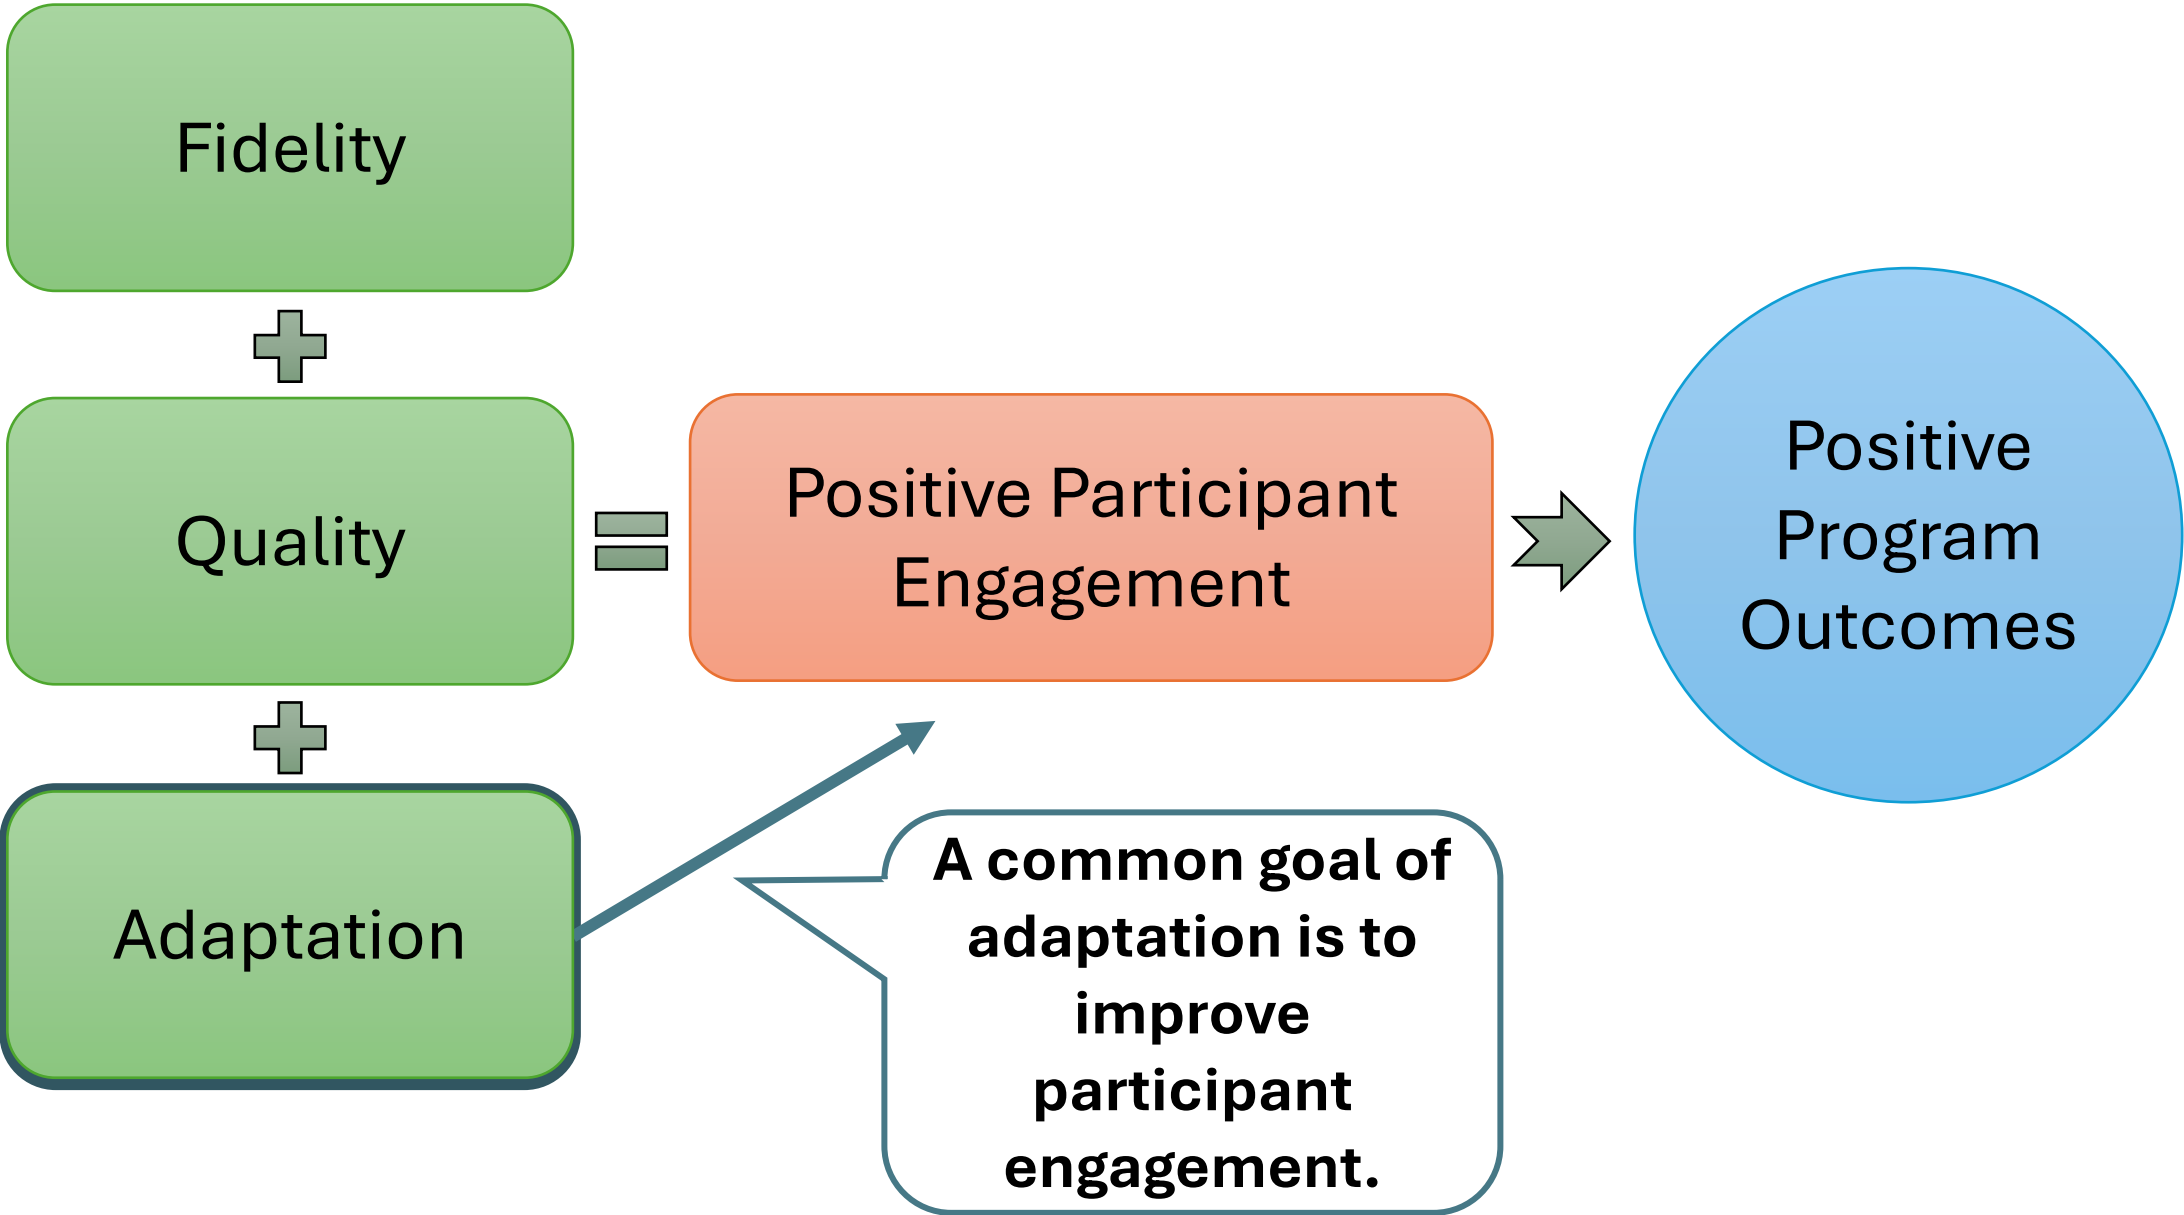 Fidelity
Quality
Adaptation
Positive Participant
Engagement
Positive
Program
Outcomes
A common goal of
adaptation is to
improve
participant
engagement.